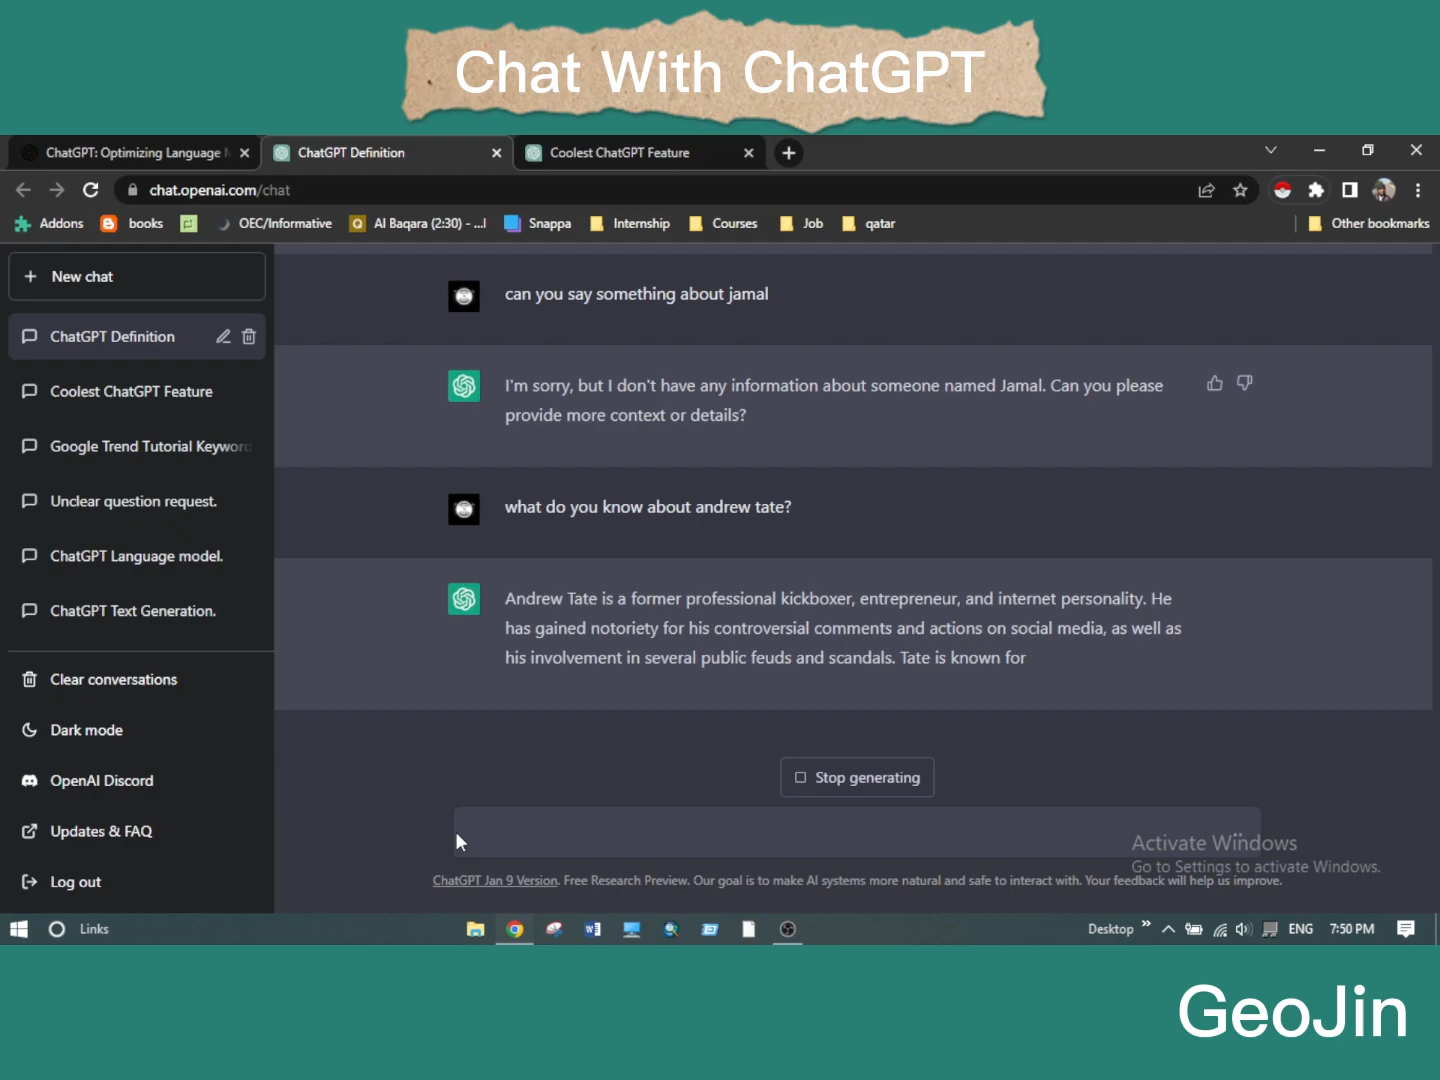 Chat With ChatGPT
ChatGPT: Optimizing Language
ChatGPT Definition
Coolest ChatGPT Feature
chat.openai.com/chat
Addons
books
OEC/Informative
Al Baqara (2:30) - ...l
Snappa
Internship
Courses
Job
qatar
Other bookmarks
New chat
ChatGPT Definition
Coolest ChatGPT Feature
Google Trend Tutorial Keyword
Unclear question request.
ChatGPT Language model.
ChatGPT Text Generation.
Clear conversations
Dark mode
OpenAI Discord
Updates & FAQ
Log out
can you say something about jamal
I'm sorry, but I don't have any information about someone named Jamal. Can you please
provide more context or details?
what do you know about andrew tate?
Andrew Tate is a former professional kickboxer, entrepreneur, and internet personality. He
has gained notoriety for his controversial comments and actions on social media, as well as
his involvement in several public feuds and scandals. Tate is known for
Stop generating
Activate Windows
Go to Settings to activate Windows.
ChatGPT Jan 9 Version. Free Research Preview. Our goal is to make AI systems more natural and safe to interact with. Your feedback will help us improve.
Links
Desktop
ENG
7:50 PM
GeoJin